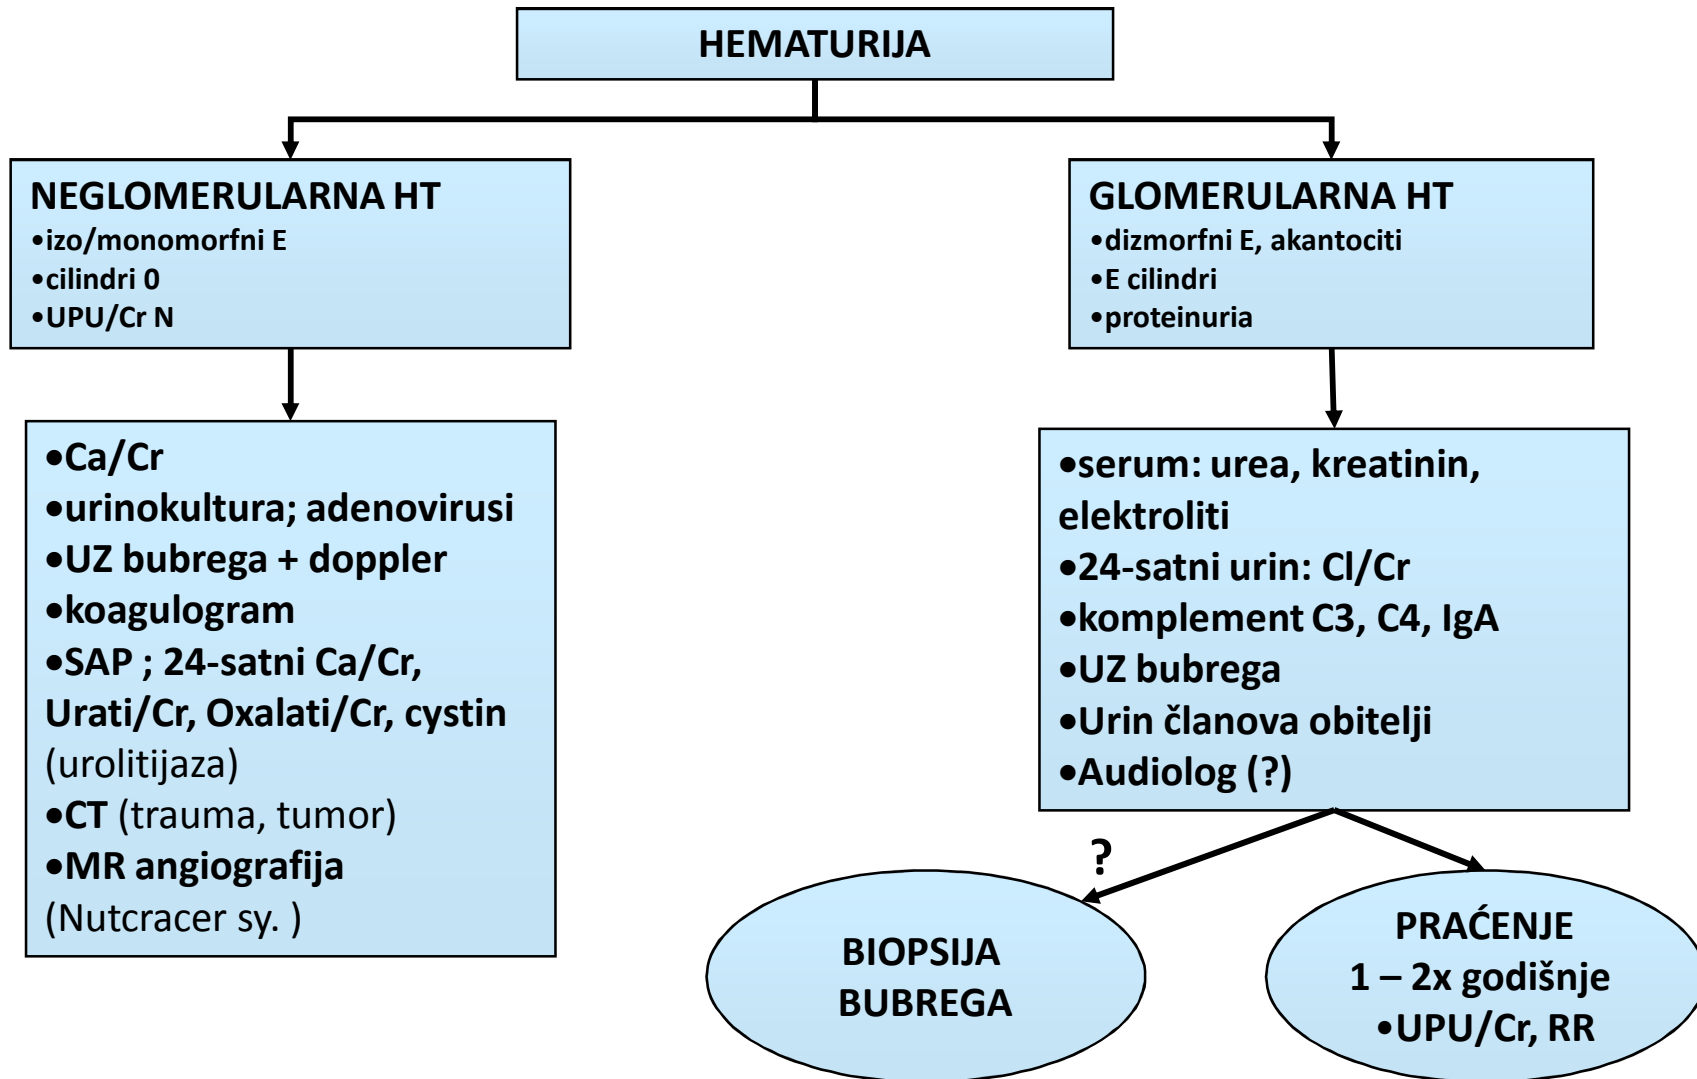 HEMATURIJA
NEGLOMERULARNA HT
•izo/monomorfni E
•cilindri 0
•UPU/Cr N
GLOMERULARNA HT
•dizmorfni E, akantociti
•E cilindri
•proteinuria
•Ca/Cr
•urinokultura; adenovirusi
•UZ bubrega + doppler
•koagulogram
•SAP ; 24-satni Ca/Cr,
Urati/Cr, Oxalati/Cr, cystin
(urolitijaza)
•CT (trauma, tumor)
•MR angiografija
(Nutcracer sy. )
•serum: urea, kreatinin,
elektroliti
•24-satni urin: Cl/Cr
•komplement C3, C4, IgA
•UZ bubrega
•Urin članova obitelji
•Audiolog (?)
?
BIOPSIJA
BUBREGA
PRAĆENJE
1 – 2x godišnje
•UPU/Cr, RR